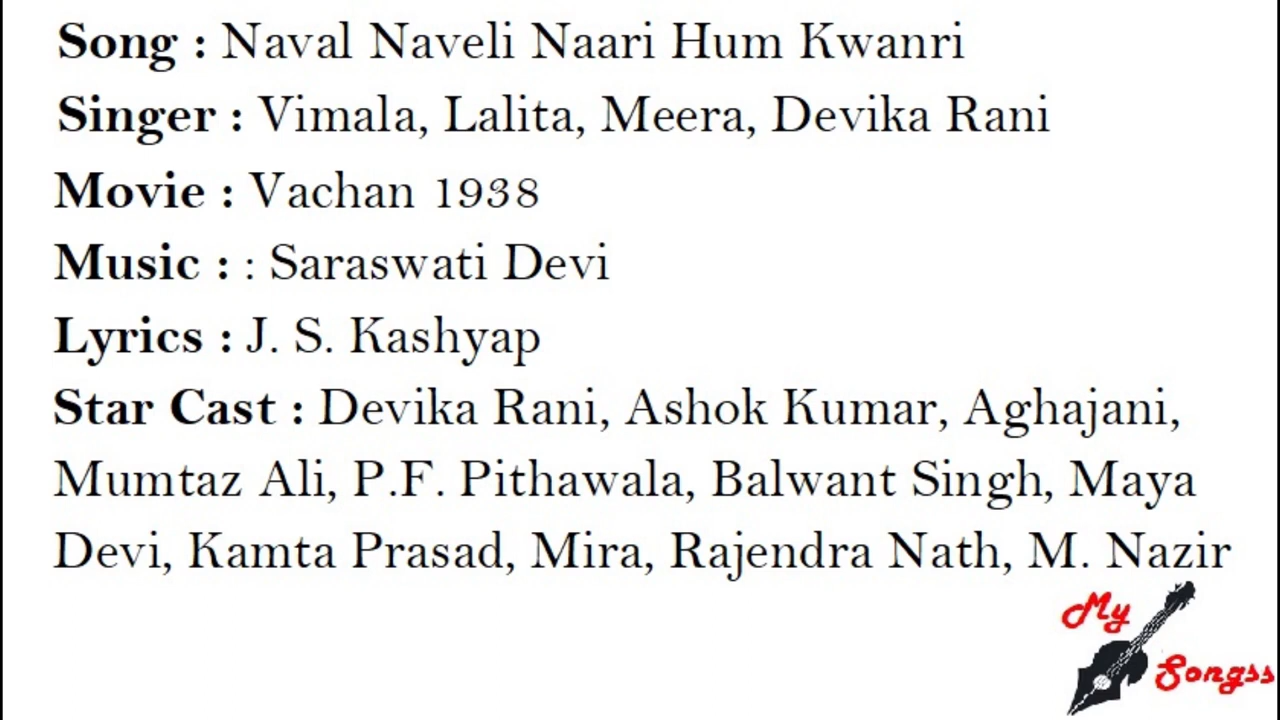 Song : Naval Naveli Naari Hum Kwanri
Singer : Vimala, Lalita, Meera, Devika Rani
Movie : Vachan 1938
Music : : Saraswati Devi
Lyrics : J. S. Kashyap
Star Cast : Devika Rani, Ashok Kumar, Aghajani,
Mumtaz Ali, P.F. Pithawala, Balwant Singh, Maya
Devi, Kamta Prasad, Mira, Rajendra Nath, M. Nazir
My
Songss